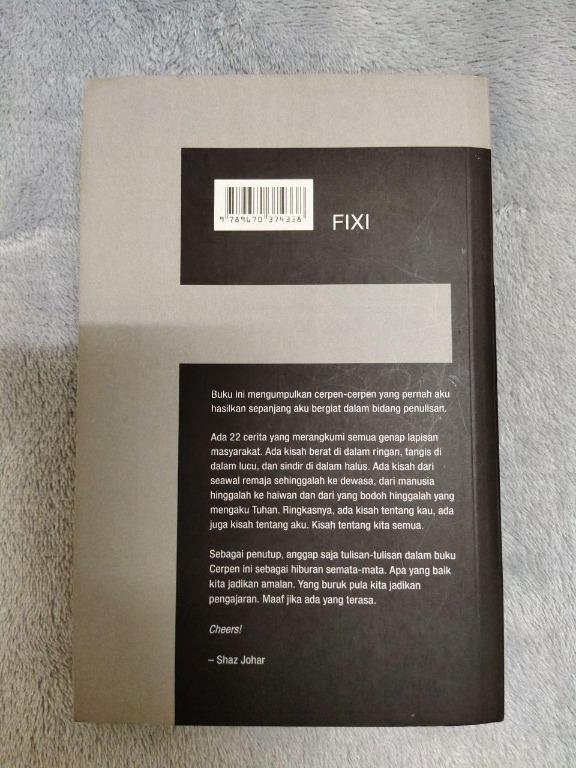 9 789670 374338
FIXI
Buku ini mengumpulkan cerpen-cerpen yang pernah aku
hasilkan sepanjang aku bergiat dalam bidang penulisan.
Ada 22 cerita yang merangkumi semua genap lapisan
masyarakat. Ada kisah berat di dalam ringan, tangis di
dalam lucu, dan sindir di dalam halus. Ada kisah dari
seawal remaja sehinggalah ke dewasa, dari manusia
hinggalah ke haiwan dan dari yang bodoh hinggalah yang
mengaku Tuhan. Ringkasnya, ada kisah tentang kau, ada
juga kisah tentang aku. Kisah tentang kita semua.
Sebagai penutup, anggap saja tulisan-tulisan dalam buku
Cerpen ini sebagai hiburan semata-mata. Apa yang baik
kita jadikan amalan. Yang buruk pula kita jadikan
pengajaran. Maaf jika ada yang terasa.
Cheers!
– Shaz Johar